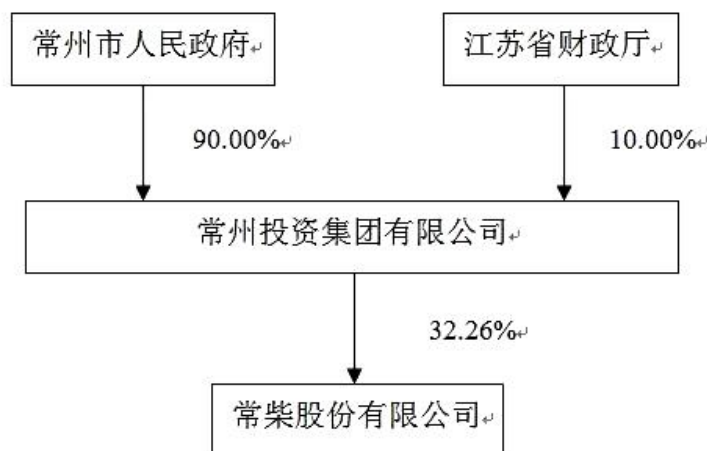 常州市人民政府
江苏省财政厅
90.00%
10.00%
常州投资集团有限公司
32.26%
常柴股份有限公司